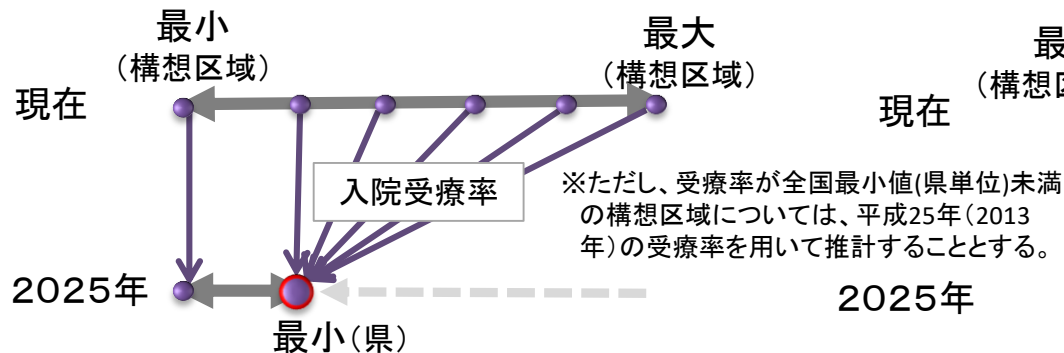 最小
（構想区域）
最大
（構想区域）
現在
入院受療率
※ただし、受療率が全国最小値(県単位)未満
の構想区域については、平成25年（2013
年）の受療率を用いて推計することとする。
２０２５年
最小（県）
最
（構想区
現在
２０２５年